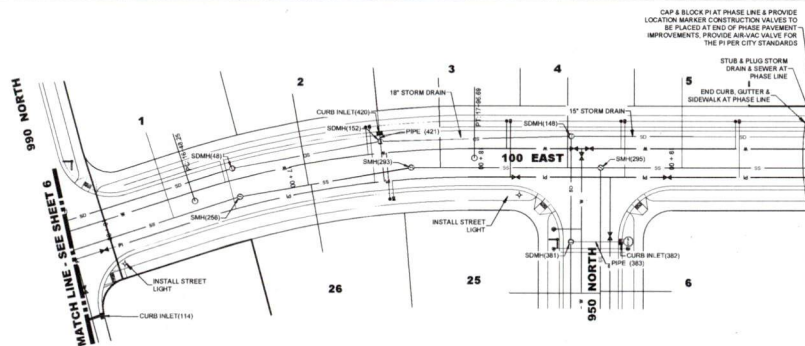 CAP & BLOCK PI AT PHASE LINE & PROVIDE
LOCATION MARKER CONSTRUCTION VALVES TO
BE PLACED AT END OF PHASE PAVEMENT
IMPROVEMENTS, PROVIDE AIR-VAC VALVE FOR
THE PI PER CITY STANDARDS
STUB & PLUG STORM
DRAIN & SEWER AT
PHASE LINE
END CURB, GUTTER &
SIDEWALK AT PHASE LINE
990 NORTH
1
2
3
4
5
18" STORM DRAIN
15" STORM DRAIN
CURB INLET(420)
SDMH(152)
PIPE (421)
SDMH(148)
SDMH(48)
SMH(293)
100 EAST
SMH(295)
SD
SS
PI
INSTALL STREET
LIGHT
MATCH LINE - SEE SHEET 6
INSTALL STREET
LIGHT
CURB INLET(114)
26
25
SDMH(381)
CURB INLET(382)
PIPE (383)
950 NORTH
6